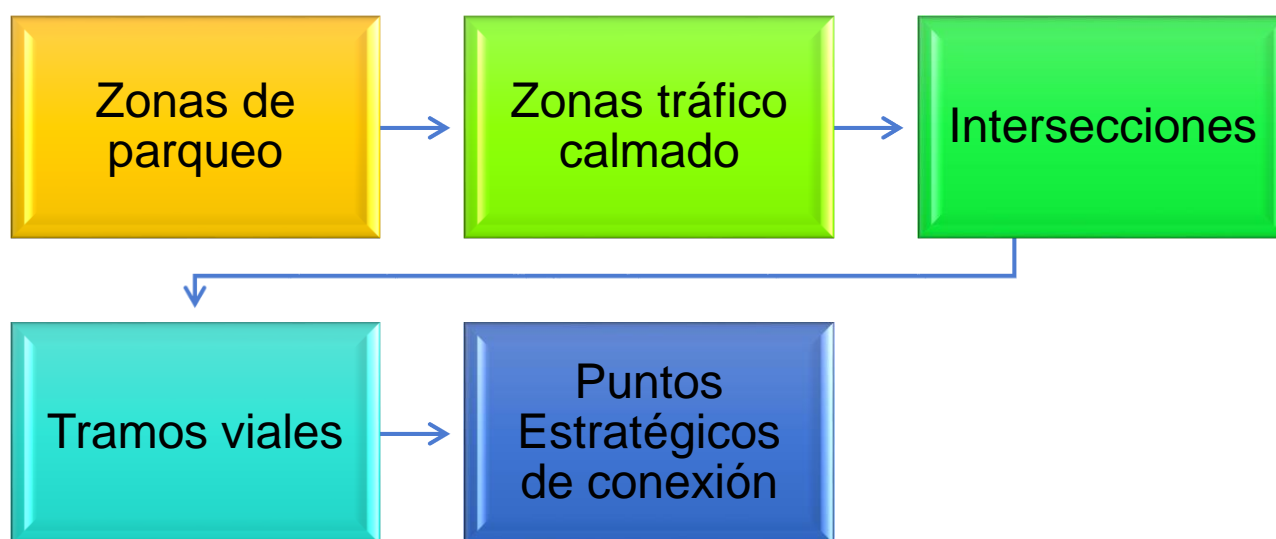 Zonas de
parqueo
Zonas tráfico
calmado
Intersecciones
Tramos viales
Puntos
Estratégicos
de conexión